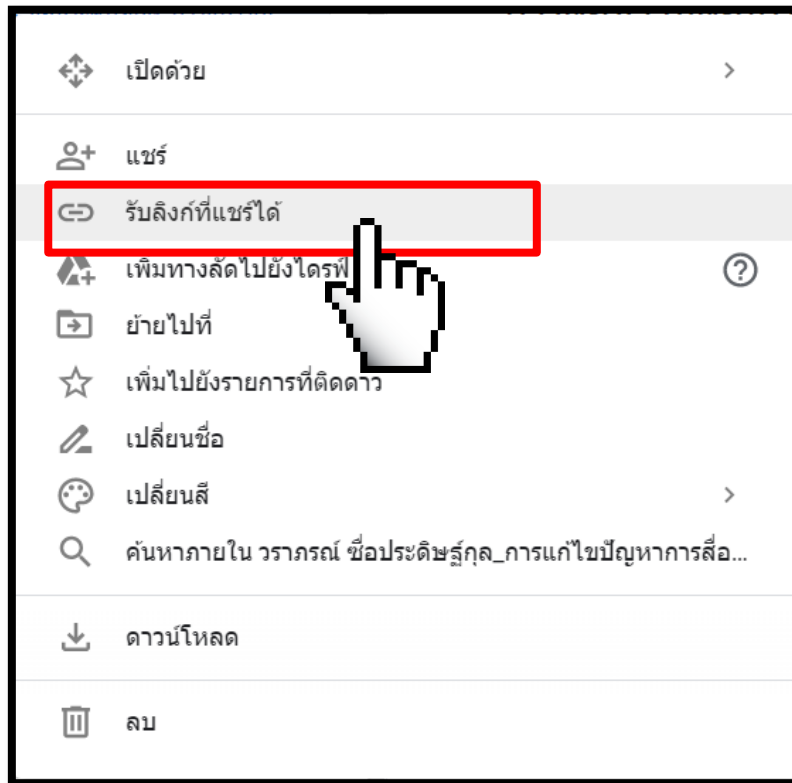 เปิดด้วย
แชร์
รับลิงก์ที่แชร์ได้
เพิ่มทางลัดไปยังไดรฟ์
ย้ายไปที่
เพิ่มไปยังรายการที่ติดดาว
เปลี่ยนชื่อ
เปลี่ยนสี
ค้นหาภายใน วราภรณ์ ซื่อประดิษฐ์กุล_การแก้ไขปัญหาการสื่อ...
ดาวน์โหลด
ลบ